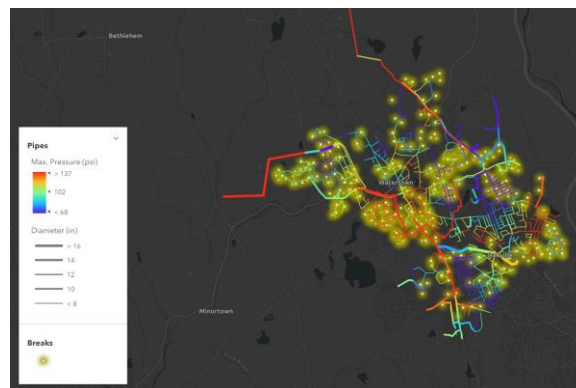 Bethlehem
Pipes
Max. Pressure (psi)
> 137
102
< 68
Diameter (in)
> 16
14
12
10
< 8
Breaks
Watertown
Minortown